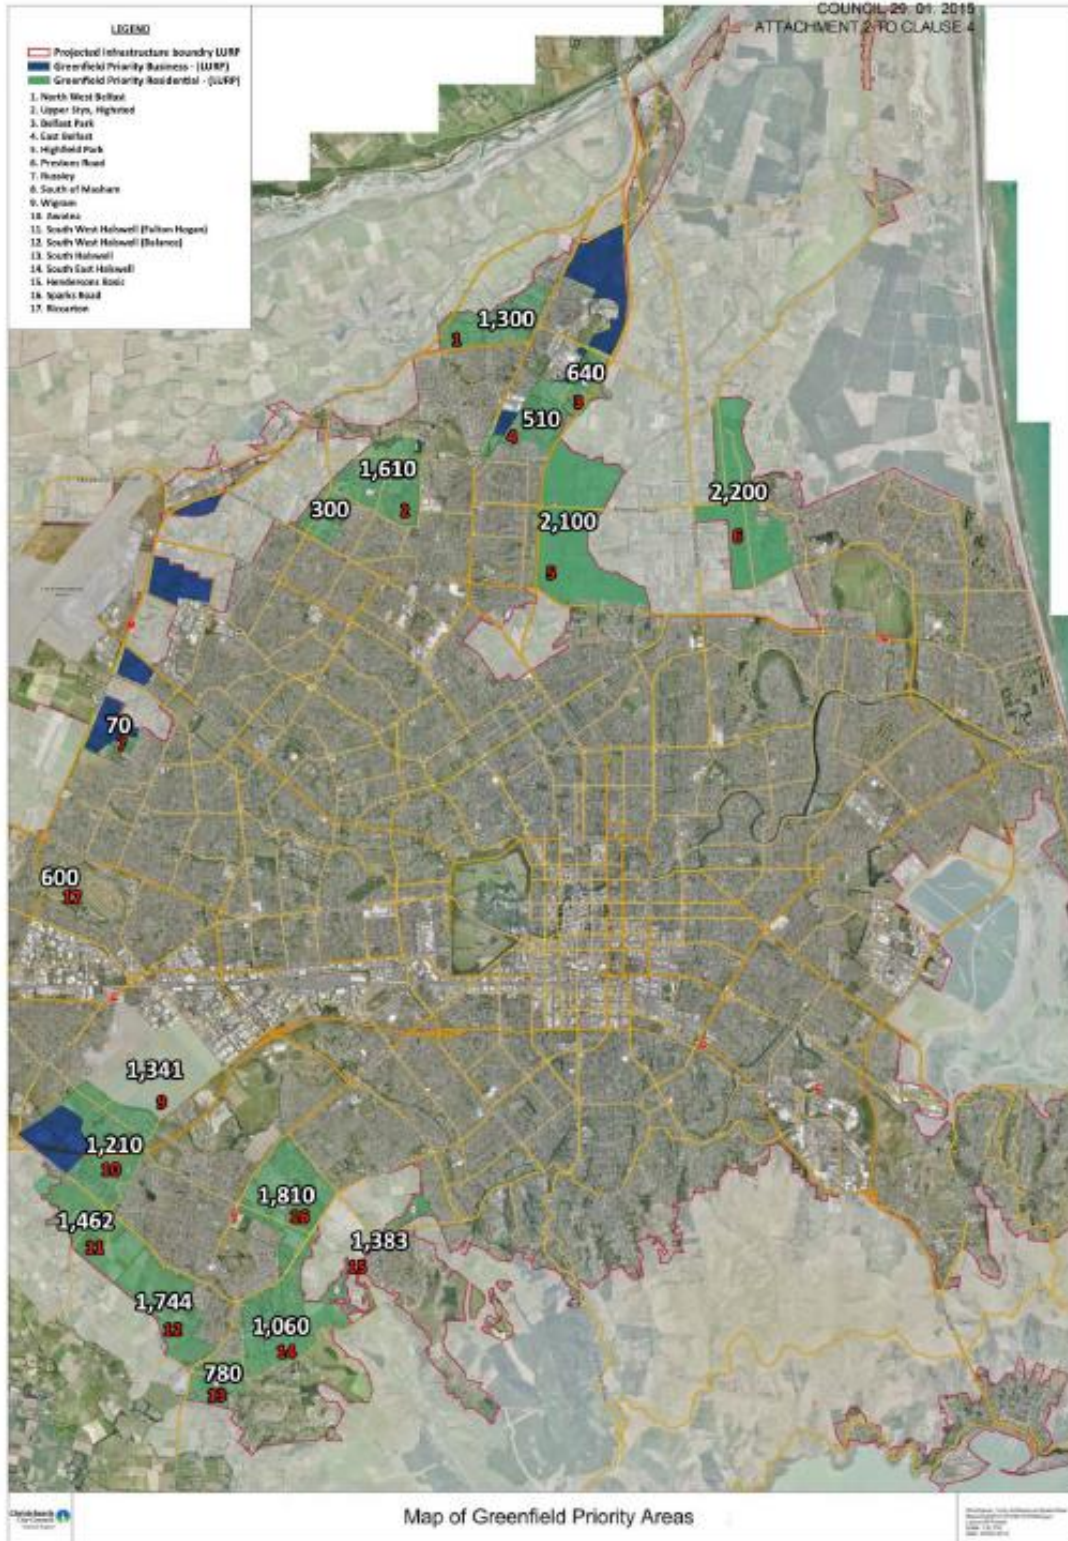 COUNCIL 29. 01. 2015
ATTACHMENT 2 TO CLAUSE 4
LEGEND
Projected Infrastructure boundry LURP
Greenfield Priority Business - (LURP)
Greenfield Priority Residential - (LURP)
1. North West Belfast
2. Upper Styx, Highsted
3. Belfast Park
4. East Belfast
5. Highfield Park
6. Prestons Road
7. Russley
8. South of Masham
9. Wigram
10. Awatea
11. South West Halswell (Fulton Hogan)
12. South West Halswell (Delance)
13. South Halswell
14. South East Halswell
15. Hendersons Basin
16. Sparks Road
17. Riccarton
1,300
1
640
3
510
4
1,610
2
300
2,200
6
2,100
5
70
7
600
17
1,341
9
1,210
10
1,810
16
1,462
11
1,383
15
1,744
12
1,060
14
780
13
Christchurch
City Council
Map of Greenfield Priority Areas